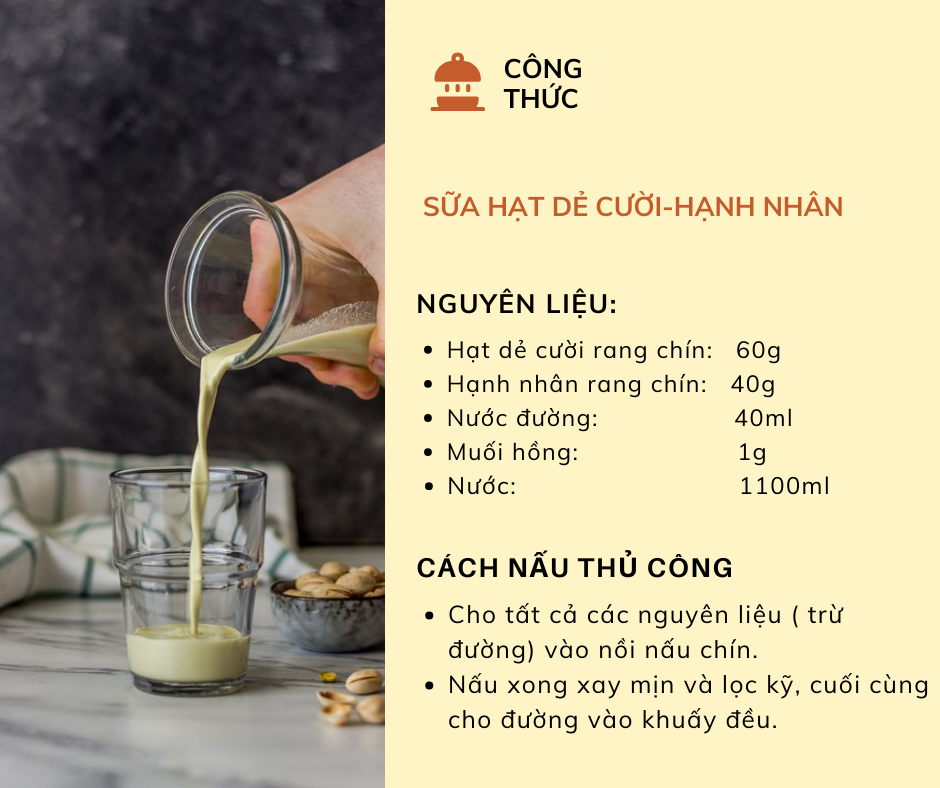 CÔNG
THỨC
SỮA HẠT DẺ CƯỜI-HẠNH NHÂN
NGUYÊN LIỆU:
Hạt dẻ cười rang chín: 60g
Hạnh nhân rang chín: 40g
Nước đường: 40ml
Muối hồng: 1g
Nước: 1100ml
CÁCH NẤU THỦ CÔNG
Cho tất cả các nguyên liệu ( trừ
đường) vào nồi nấu chín.
Nấu xong xay mịn và lọc kỹ, cuối cùng
cho đường vào khuấy đều.